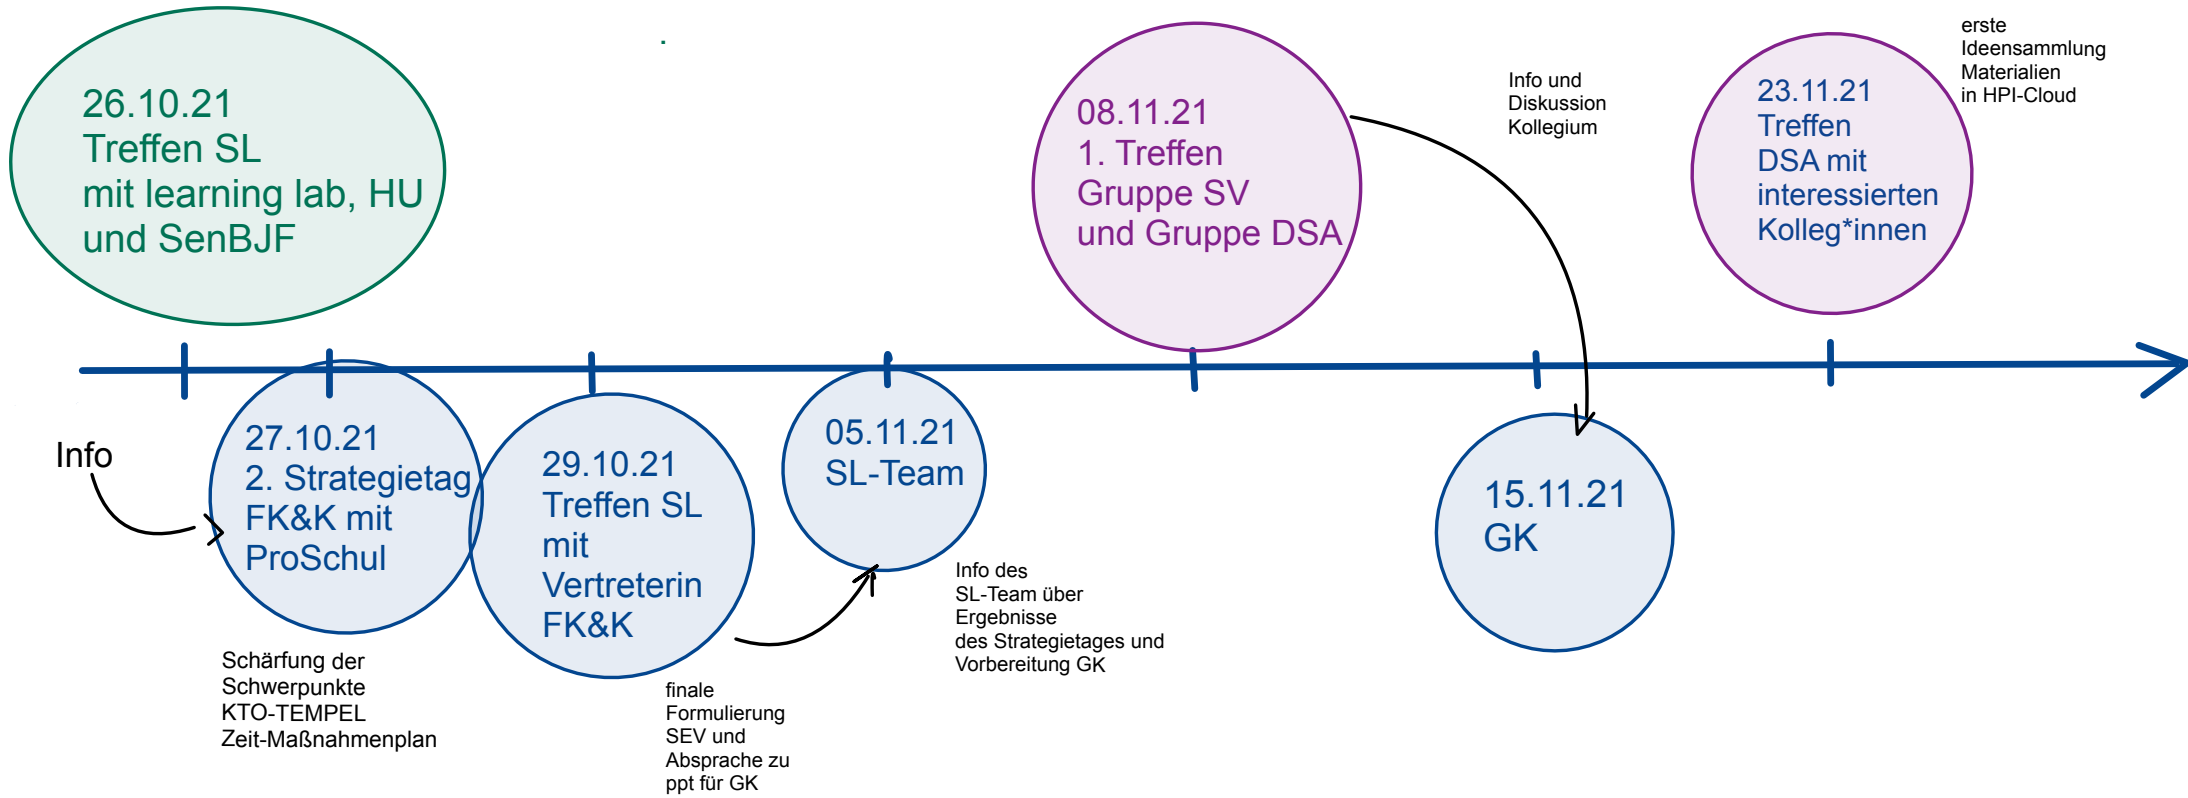 26.10.21
Treffen SL
mit learning lab, HU
und SenBJF
Info
27.10.21
2. Strategietag
FK&K mit
ProSchul
Schärfung der
Schwerpunkte
KTO-TEMPEL
Zeit-Maßnahmenplan
29.10.21
Treffen SL
mit
Vertreterin
FK&K
finale
Formulierung
SEV und
Absprache zu
ppt für GK
05.11.21
SL-Team
Info des
SL-Team über
Ergebnisse
des Strategietages und
Vorbereitung GK
08.11.21
1. Treffen
Gruppe SV
und Gruppe DSA
Info und
Diskussion
Kollegium
15.11.21
GK
23.11.21
Treffen
DSA mit
interessierten
Kolleg*innen
erste
Ideensammlung
Materialien
in HPI-Cloud